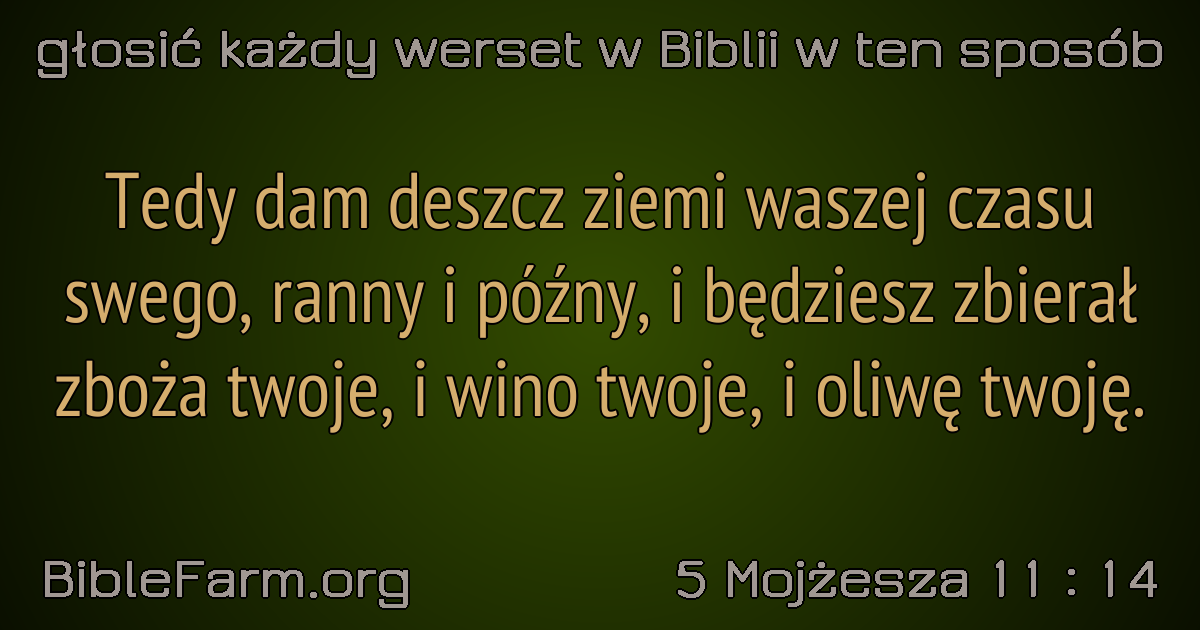 głosić każdy werset w Biblii w ten sposób
Tedy dam deszcz ziemi waszej czasu
swego, ranny i późny, i będziesz zbierał
zboża twoje, i wino twoje, i oliwę twoję.
BibleFarm.org
5 Mojżesza 11 : 14